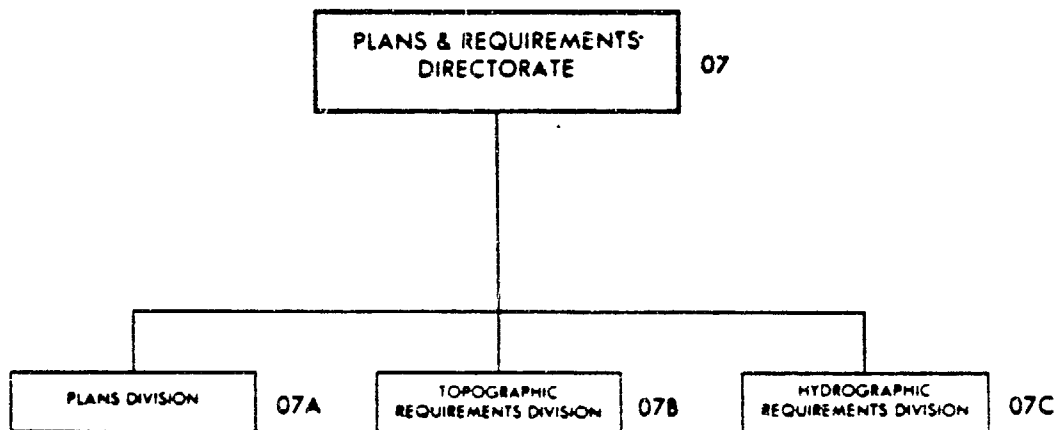 PLANS & REQUIREMENTS
DIRECTORATE
07
PLANS DIVISION
07A
TOPOGRAPHIC
REQUIREMENTS DIVISION
07B
HYDROGRAPHIC
REQUIREMENTS DIVISION
07C